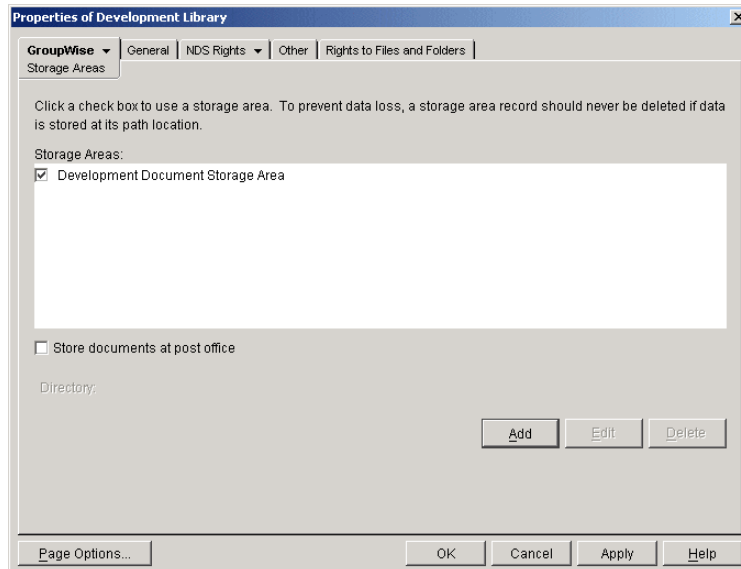 Properties of Development Library
GroupWise General NDS Rights Other Rights to Files and Folders
Storage Areas
Click a check box to use a storage area. To prevent data loss, a storage area record should never be deleted if data
is stored at its path location.
Storage Areas:
Development Document Storage Area
Store documents at post office
Directory:
Add Edit Delete
Page Options... OK Cancel Apply Help